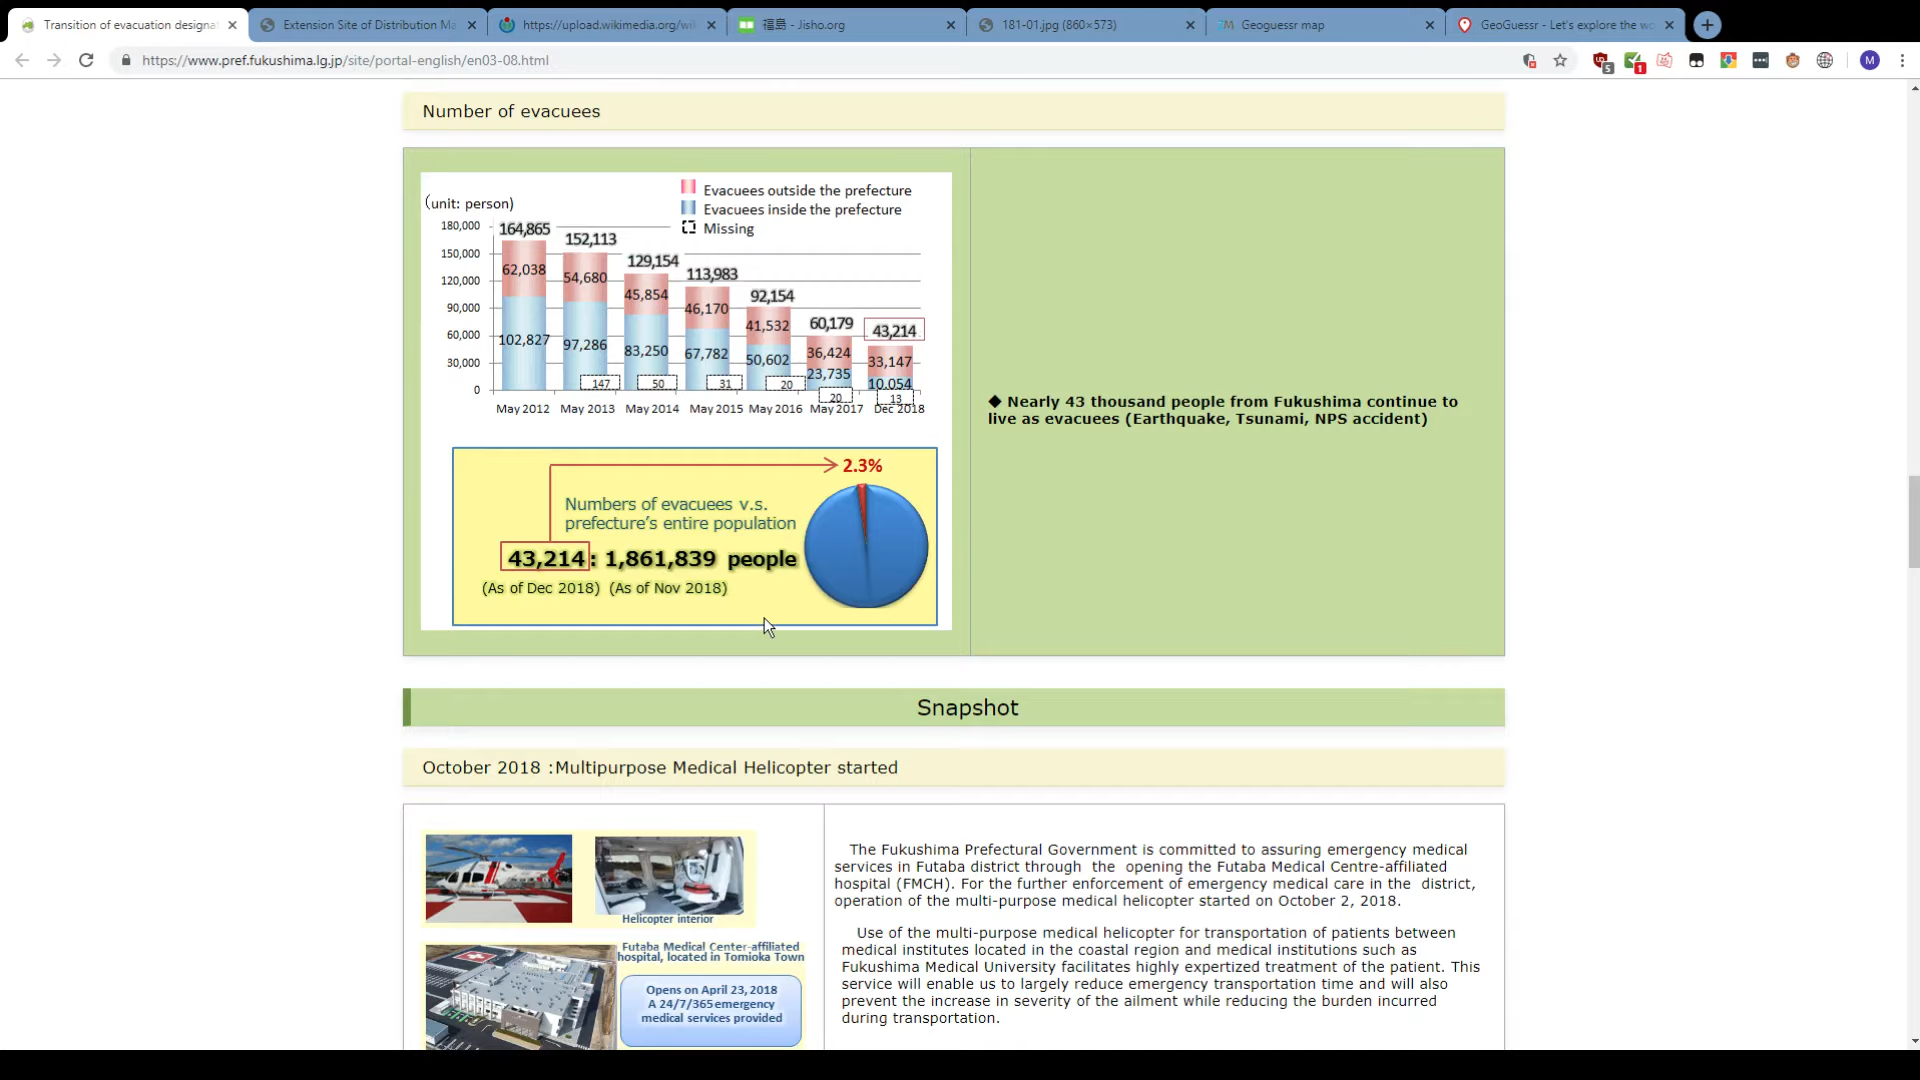 Transition of evacuation designa
Extension Site of Distribution Ma
https://upload.wikimedia.org/wi
福島 - Jisho.org
181-01.jpg (860×573)
Geoguessr map
GeoGuessr - Let's explore the wo
https://www.pref.fukushima.lg.jp/site/portal-english/en03-08.html
5
1
M
Number of evacuees
(unit: person)
Evacuees outside the prefecture
Evacuees inside the prefecture
Missing
180,000
150,000
120,000
90,000
60,000
30,000
0
164,865
152,113
129,154
113,983
92,154
60,179
43,214
62,038
54,680
45,854
46,170
41,532
36,424
33,147
102,827
97,286
83,250
67,782
50,602
23,735
10,054
147
50
31
20
20
13
May 2012
May 2013
May 2014
May 2015
May 2016
May 2017
Dec 2018
2.3%
Numbers of evacuees v.s.
prefecture's entire population
43,214 : 1,861,839 people
(As of Dec 2018) (As of Nov 2018)
◆ Nearly 43 thousand people from Fukushima continue to
live as evacuees (Earthquake, Tsunami, NPS accident)
Snapshot
October 2018 :Multipurpose Medical Helicopter started
Helicopter interior
Futaba Medical Center-affiliated
hospital, located in Tomioka Town
Opens on April 23, 2018
A 24/7/365 emergency
medical services provided
The Fukushima Prefectural Government is committed to assuring emergency medical
services in Futaba district through the opening the Futaba Medical Centre-affiliated
hospital (FMCH). For the further enforcement of emergency medical care in the district,
operation of the multi-purpose medical helicopter started on October 2, 2018.
Use of the multi-purpose medical helicopter for transportation of patients between
medical institutes located in the coastal region and medical institutions such as
Fukushima Medical University facilitates highly expertized treatment of the patient. This
service will enable us to largely reduce emergency transportation time and will also
prevent the increase in severity of the ailment while reducing the burden incurred
during transportation.